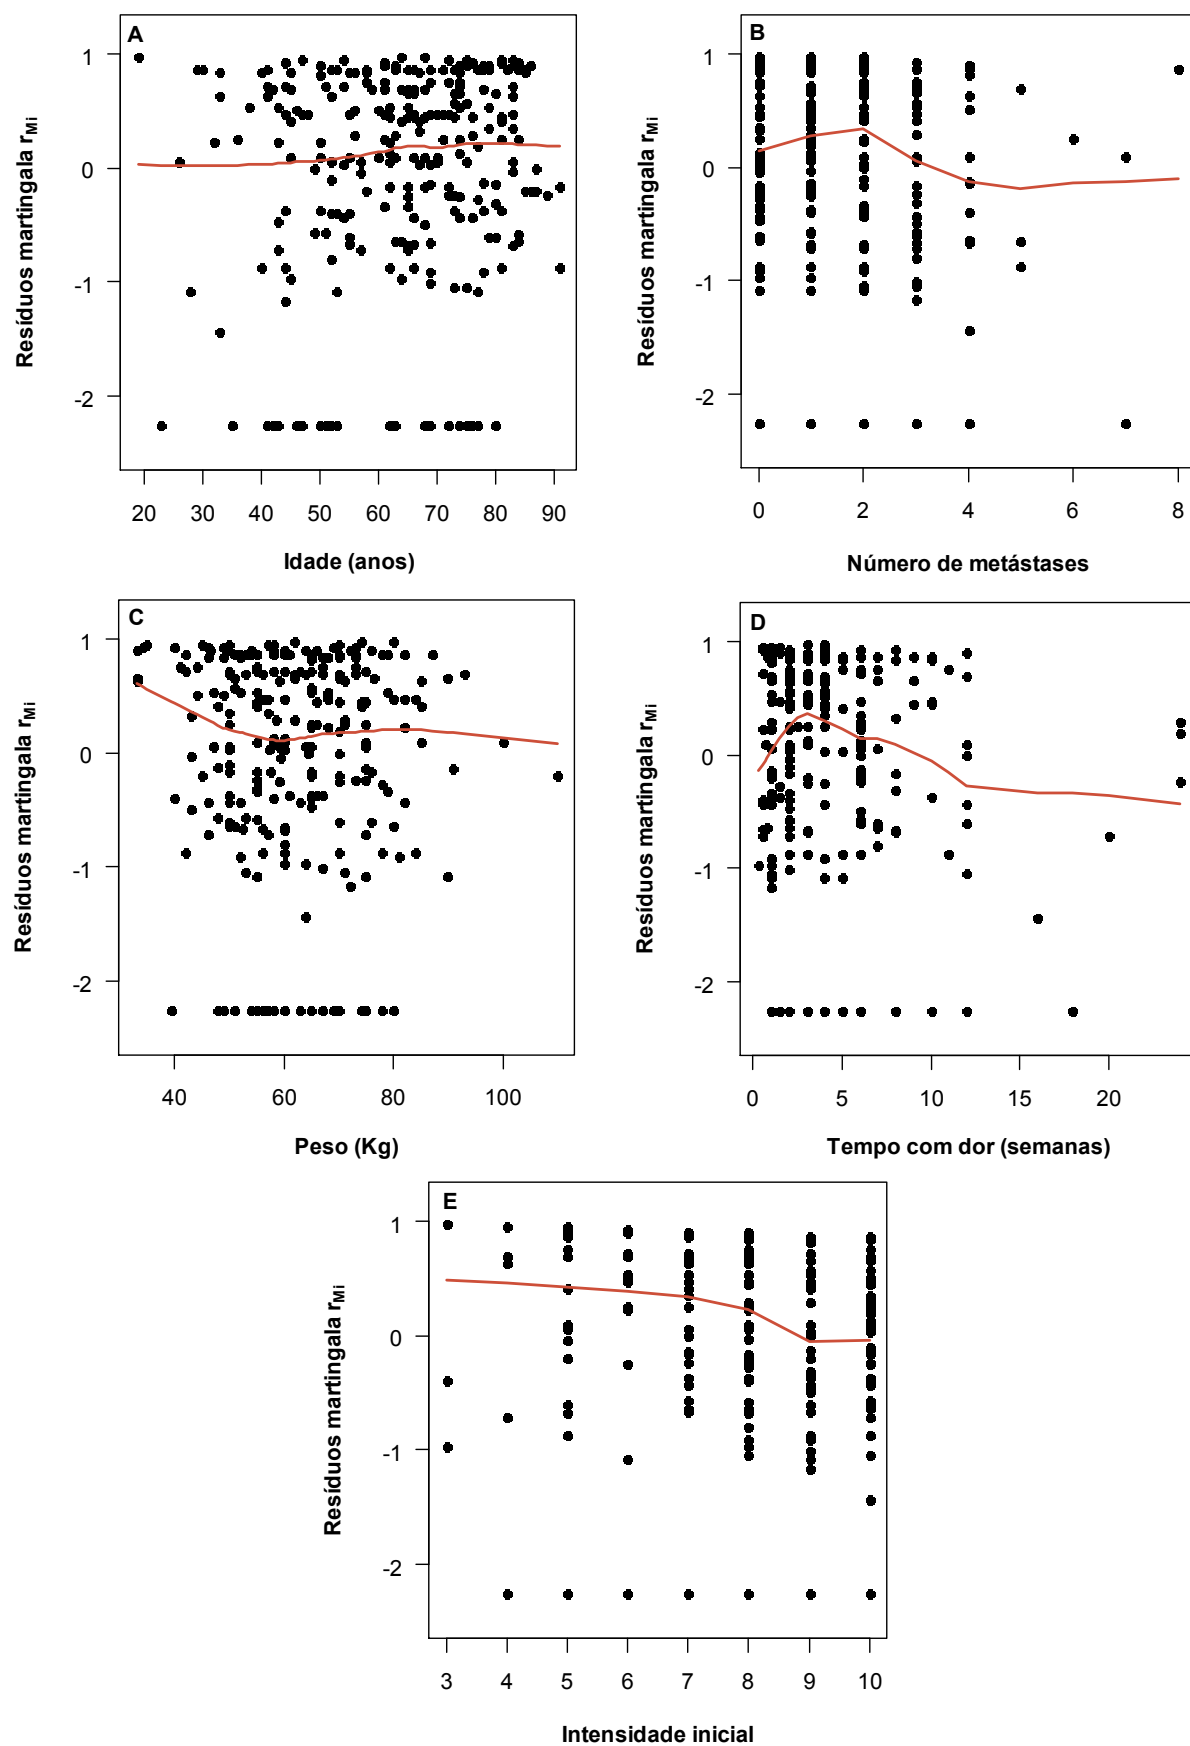 A
1
0
-1
-2
Resíduos martingala rMi
20 30 40 50 60 70 80 90
Idade (anos)
B
1
0
-1
-2
Resíduos martingala rMi
0 2 4 6 8
Número de metástases
C
1
0
-1
-2
Resíduos martingala rMi
40 60 80 100
Peso (Kg)
D
1
0
-1
-2
Resíduos martingala rMi
0 5 10 15 20
Tempo com dor (semanas)
E
1
0
-1
-2
Resíduos martingala rMi
3 4 5 6 7 8 9 10
Intensidade inicial